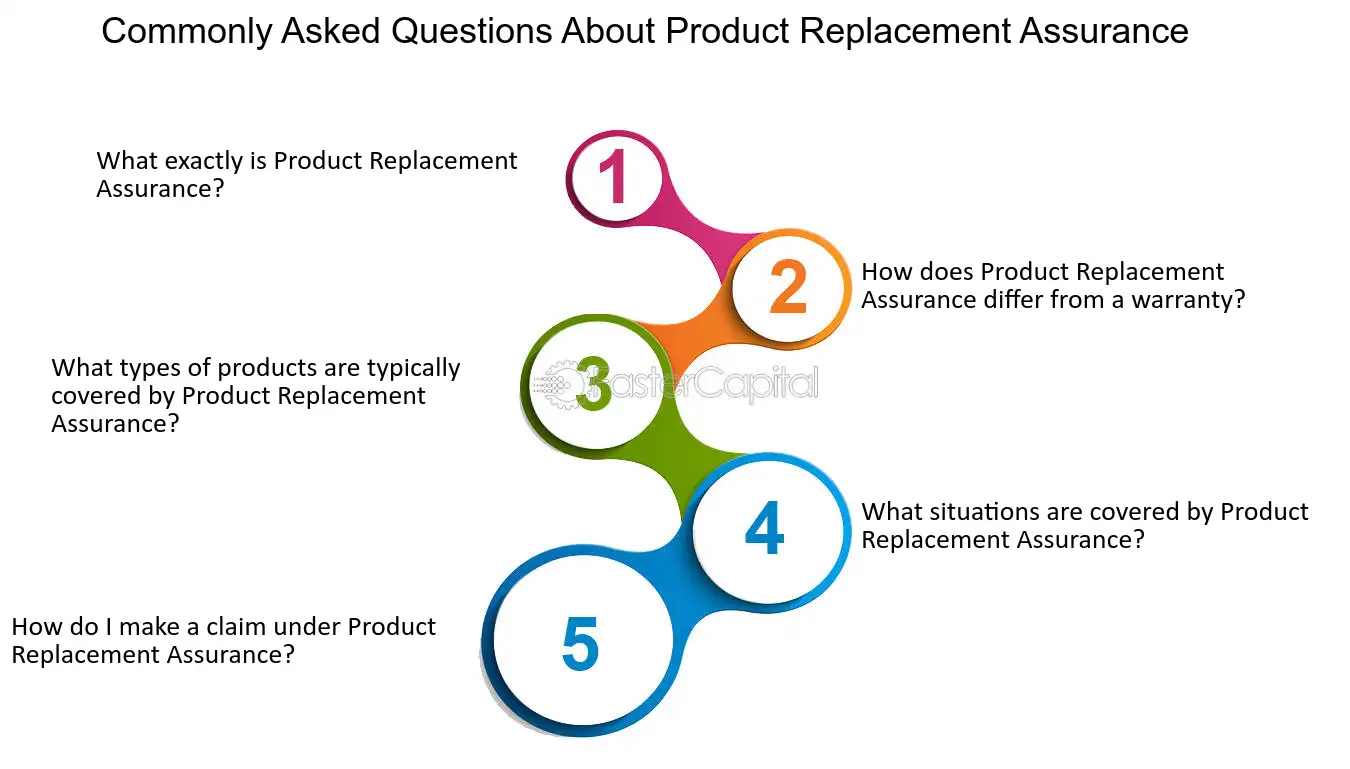 Commonly Asked Questions About Product Replacement Assurance
1
What exactly is Product Replacement
Assurance?
2
How does Product Replacement
Assurance differ from a warranty?
3
What types of products are typically
covered by Product Replacement
Assurance?
asterCapital
4
What situations are covered by Product
Replacement Assurance?
5
How do I make a claim under Product
Replacement Assurance?